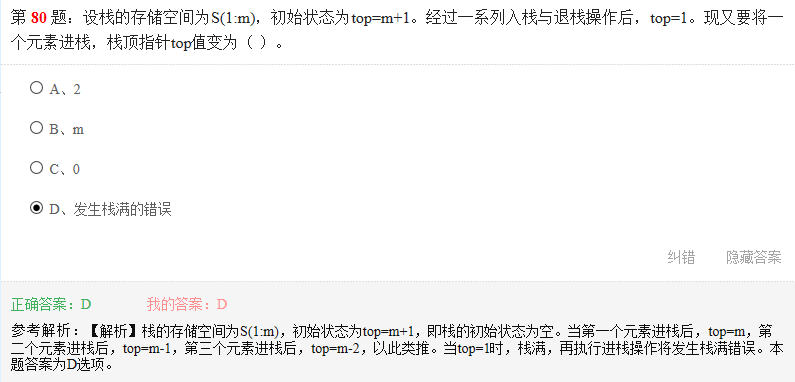 第 80 题：设栈的存储空间为S(1:m)，初始状态为top=m+1。经过一系列入栈与退栈操作后，top=1。现又要将一
个元素进栈，栈顶指针top值变为（ ）。
A、2
B、m
C、0
D、发生栈满的错误
纠错 隐藏答案
正确答案：D 我的答案：D
参考解析：【解析】栈的存储空间为S(1:m)，初始状态为top=m+1，即栈的初始状态为空。当第一个元素进栈后，top=m，第
二个元素进栈后，top=m-1，第三个元素进栈后，top=m-2，以此类推。当top=1时，栈满，再执行进栈操作将发生栈满错误。本
题答案为D选项。